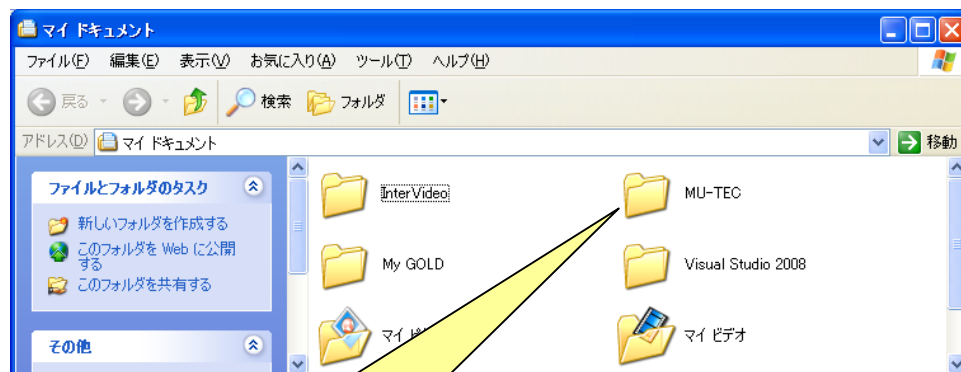 マイ ドキュメント
ファイル(F) 編集(E) 表示(V) お気に入り(A) ツール(T) ヘルプ(H)
戻る 検索 フォルダ
アドレス(D) マイ ドキュメント 移動
ファイルとフォルダのタスク
新しいフォルダを作成する
このフォルダを Web に公開
する
このフォルダを共有する
その他
InterVideo
MU-TEC
My GOLD
Visual Studio 2008
マイ
マイ ビデオ